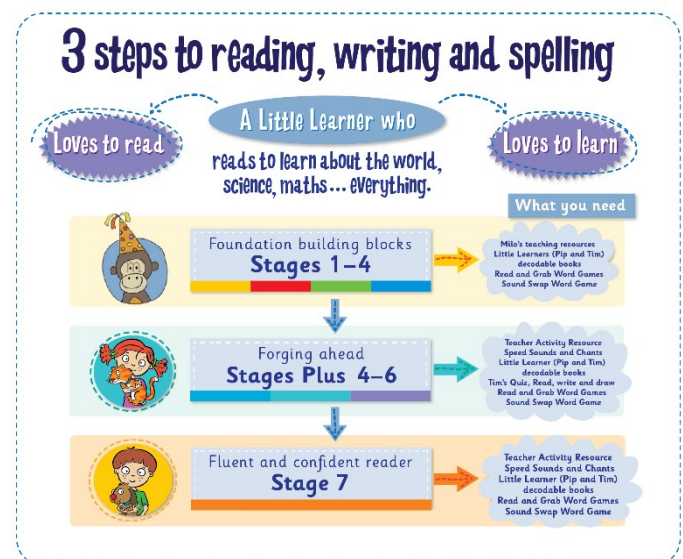 3 steps to reading, writing and spelling
A Little Learner who
Loves to read
Loves to learn
reads to learn about the world,
science, maths... everything.
What you need
Foundation building blocks
Stages 1–4
Milo's teaching resources
Little Learners (Pip and Tim)
decodable books
Read and Grab Word Games
Sound Swap Word Game
Forging ahead
Stages Plus 4–6
Teacher Activity Resource
Speed Sounds and Chants
Little Learner (Pip and Tim)
decodable books
Tim's Quiz, Read, write and draw
Read and Grab Word Games
Sound Swap Word Game
Fluent and confident reader
Stage 7
Teacher Activity Resource
Speed Sounds and Chants
Little Learner (Pip and Tim)
decodable books
Read and Grab Word Games
Sound Swap Word Game